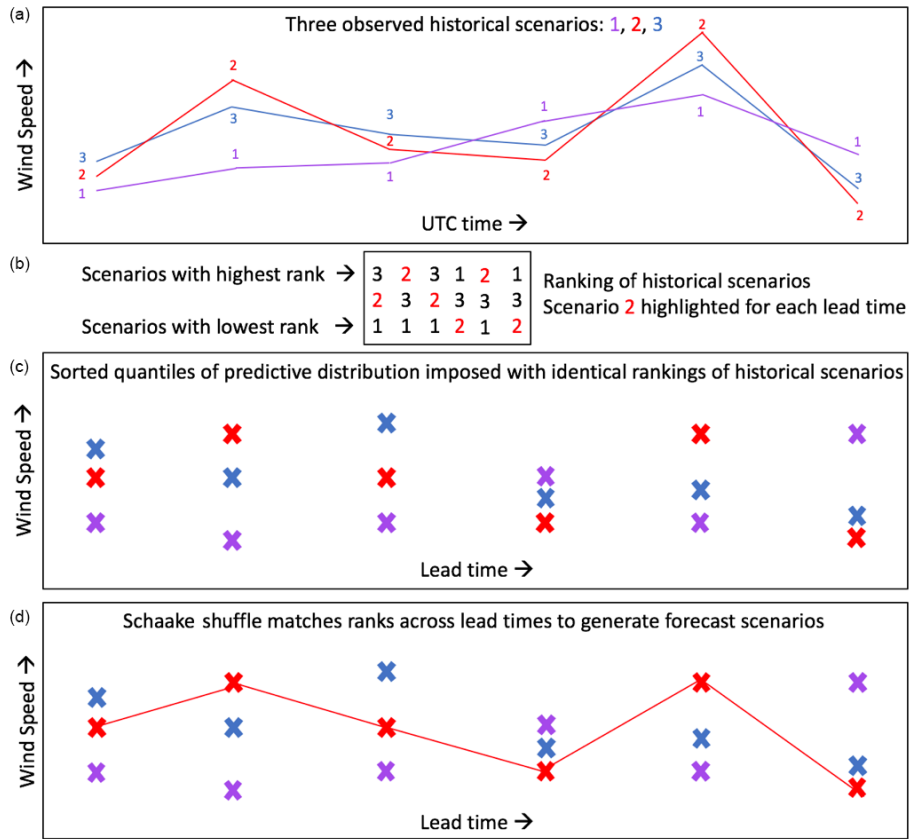 (a)
Three observed historical scenarios: 1, 2, 3
Wind Speed →
2
3
1
3
2
1
3
2
1
1
3
2
2
3
1
1
3
2
UTC time →
(b)
Scenarios with highest rank → 3 2 3 1 2 1
2 3 2 3 3 3
Scenarios with lowest rank → 1 1 1 2 1 2
Ranking of historical scenarios
Scenario 2 highlighted for each lead time
(c)
Sorted quantiles of predictive distribution imposed with identical rankings of historical scenarios
Wind Speed →
Lead time →
(d)
Schaake shuffle matches ranks across lead times to generate forecast scenarios
Wind Speed →
Lead time →